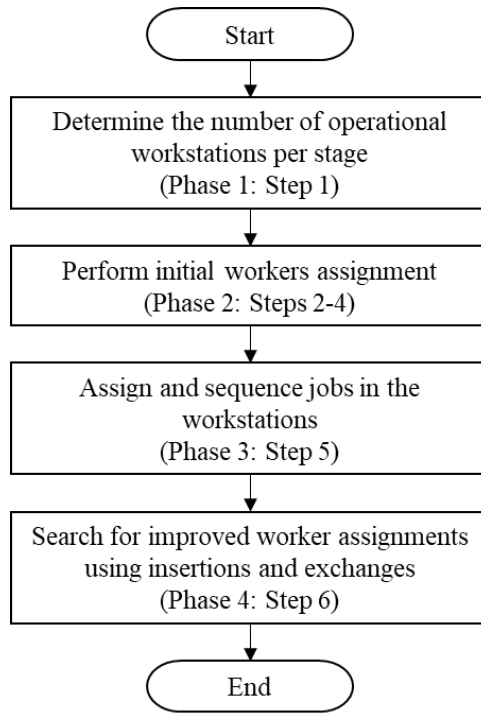 Start
Determine the number of operational
workstations per stage
(Phase 1: Step 1)
Perform initial workers assignment
(Phase 2: Steps 2-4)
Assign and sequence jobs in the
workstations
(Phase 3: Step 5)
Search for improved worker assignments
using insertions and exchanges
(Phase 4: Step 6)
End